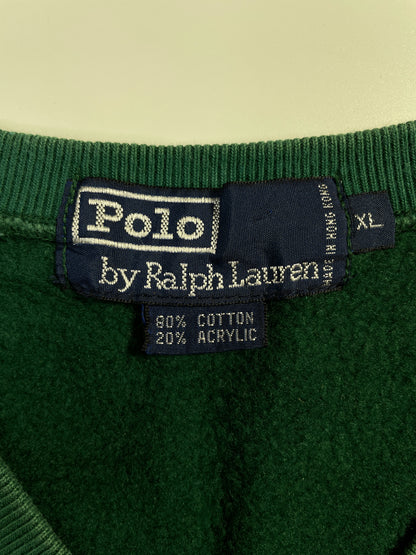 Polo
by Ralph Lauren
MADE IN HONG KONG
XL
80% COTTON
20% ACRYLIC